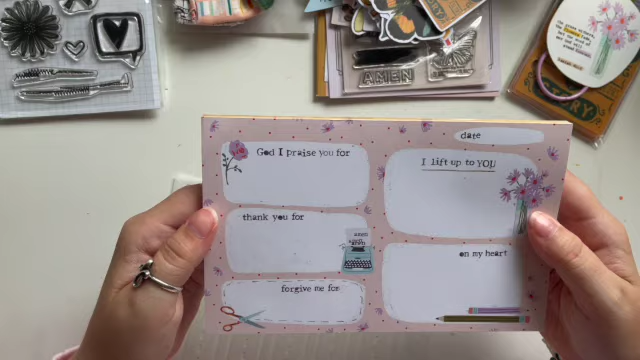 AMEN
date
God I praise you for
I lift up to YOU
thank you for
on my heart
forgive me for